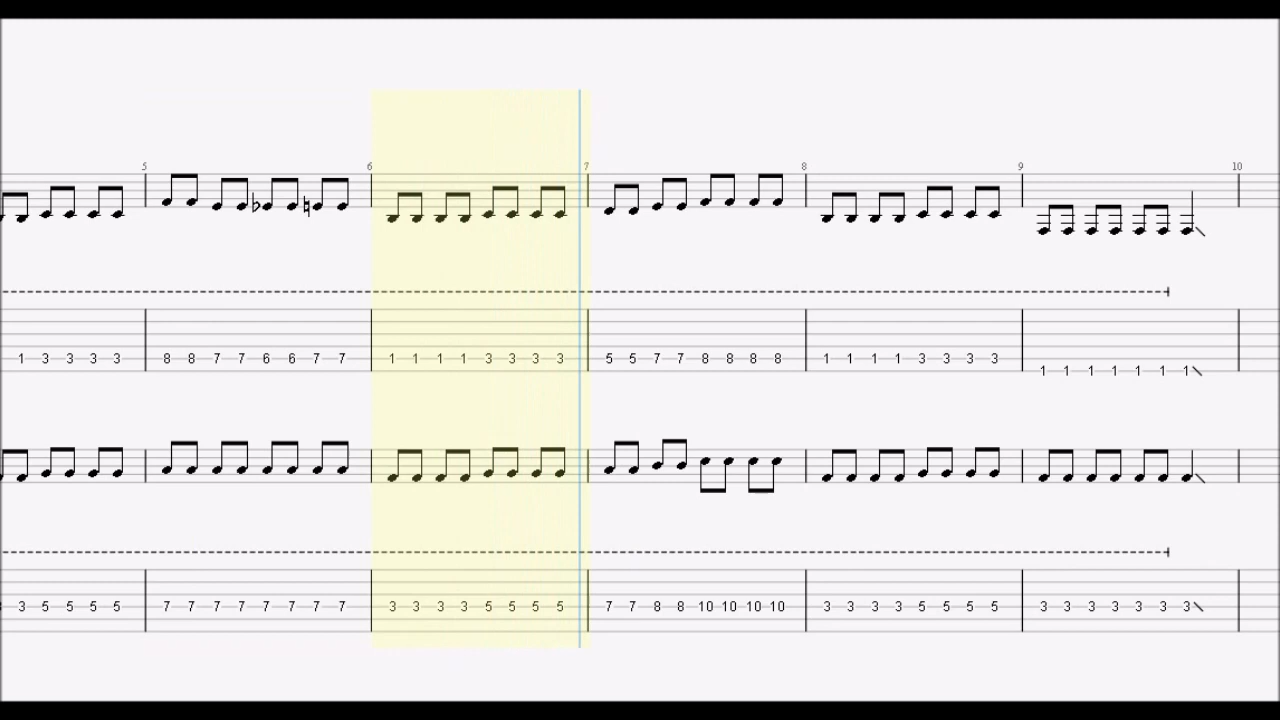 5 6 7 8 9 10
1 3 3 3 3 8 8 7 7 6 6 7 7 1 1 1 1 3 3 3 3 5 5 7 7 8 8 8 8 1 1 1 1 3 3 3 3
1 1 1 1 1 1 1
3 5 5 5 5 7 7 7 7 7 7 7 7 3 3 3 3 5 5 5 5 7 7 8 8 10 10 10 10 3 3 3 3 5 5 5 5 3 3 3 3 3 3 3